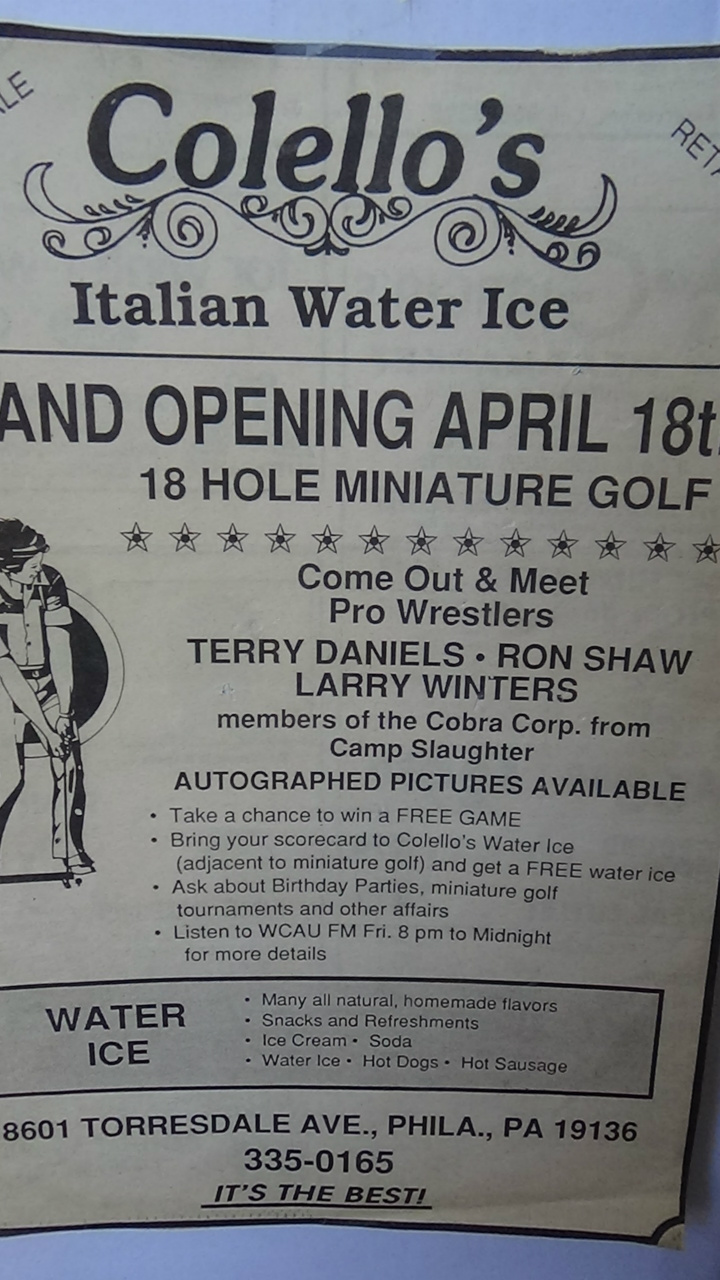 LE
RETA
Colello's
Italian Water Ice
AND OPENING APRIL 18t
18 HOLE MINIATURE GOLF
Come Out & Meet
Pro Wrestlers
TERRY DANIELS • RON SHAW
LARRY WINTERS
members of the Cobra Corp. from
Camp Slaughter
AUTOGRAPHED PICTURES AVAILABLE
• Take a chance to win a FREE GAME
• Bring your scorecard to Colello's Water Ice
(adjacent to miniature golf) and get a FREE water ice
• Ask about Birthday Parties, miniature golf
tournaments and other affairs
• Listen to WCAU FM Fri. 8 pm to Midnight
for more details
WATER
ICE
• Many all natural, homemade flavors
• Snacks and Refreshments
• Ice Cream • Soda
• Water Ice • Hot Dogs • Hot Sausage
8601 TORRESDALE AVE., PHILA., PA 19136
335-0165
IT'S THE BEST!